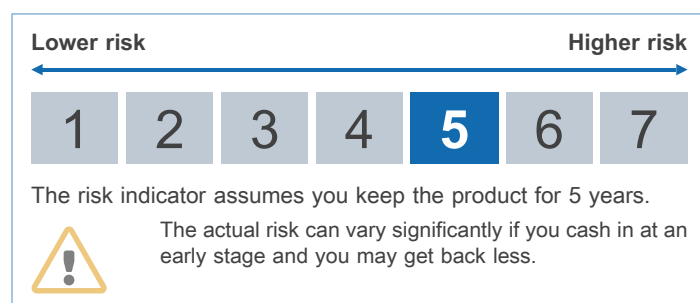 Lower risk Higher risk
1 2 3 4 5 6 7
The risk indicator assumes you keep the product for 5 years.
The actual risk can vary significantly if you cash in at an
early stage and you may get back less.